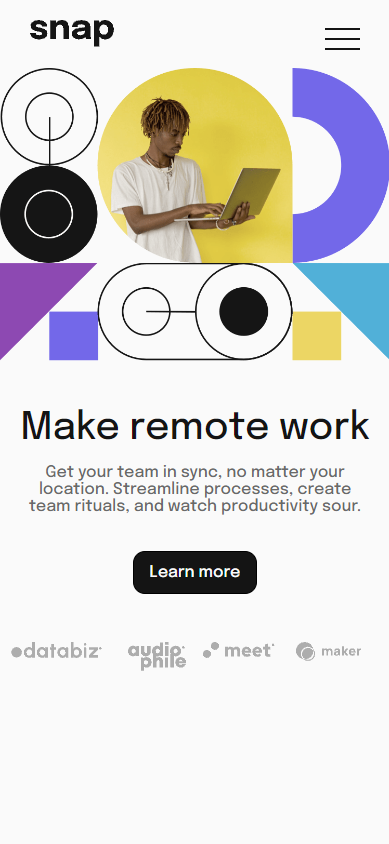 snap
Make remote work
Get your team in sync, no matter your
location. Streamline processes, create
team rituals, and watch productivity sour.
Learn more
databiz
audio
phile
meet
maker